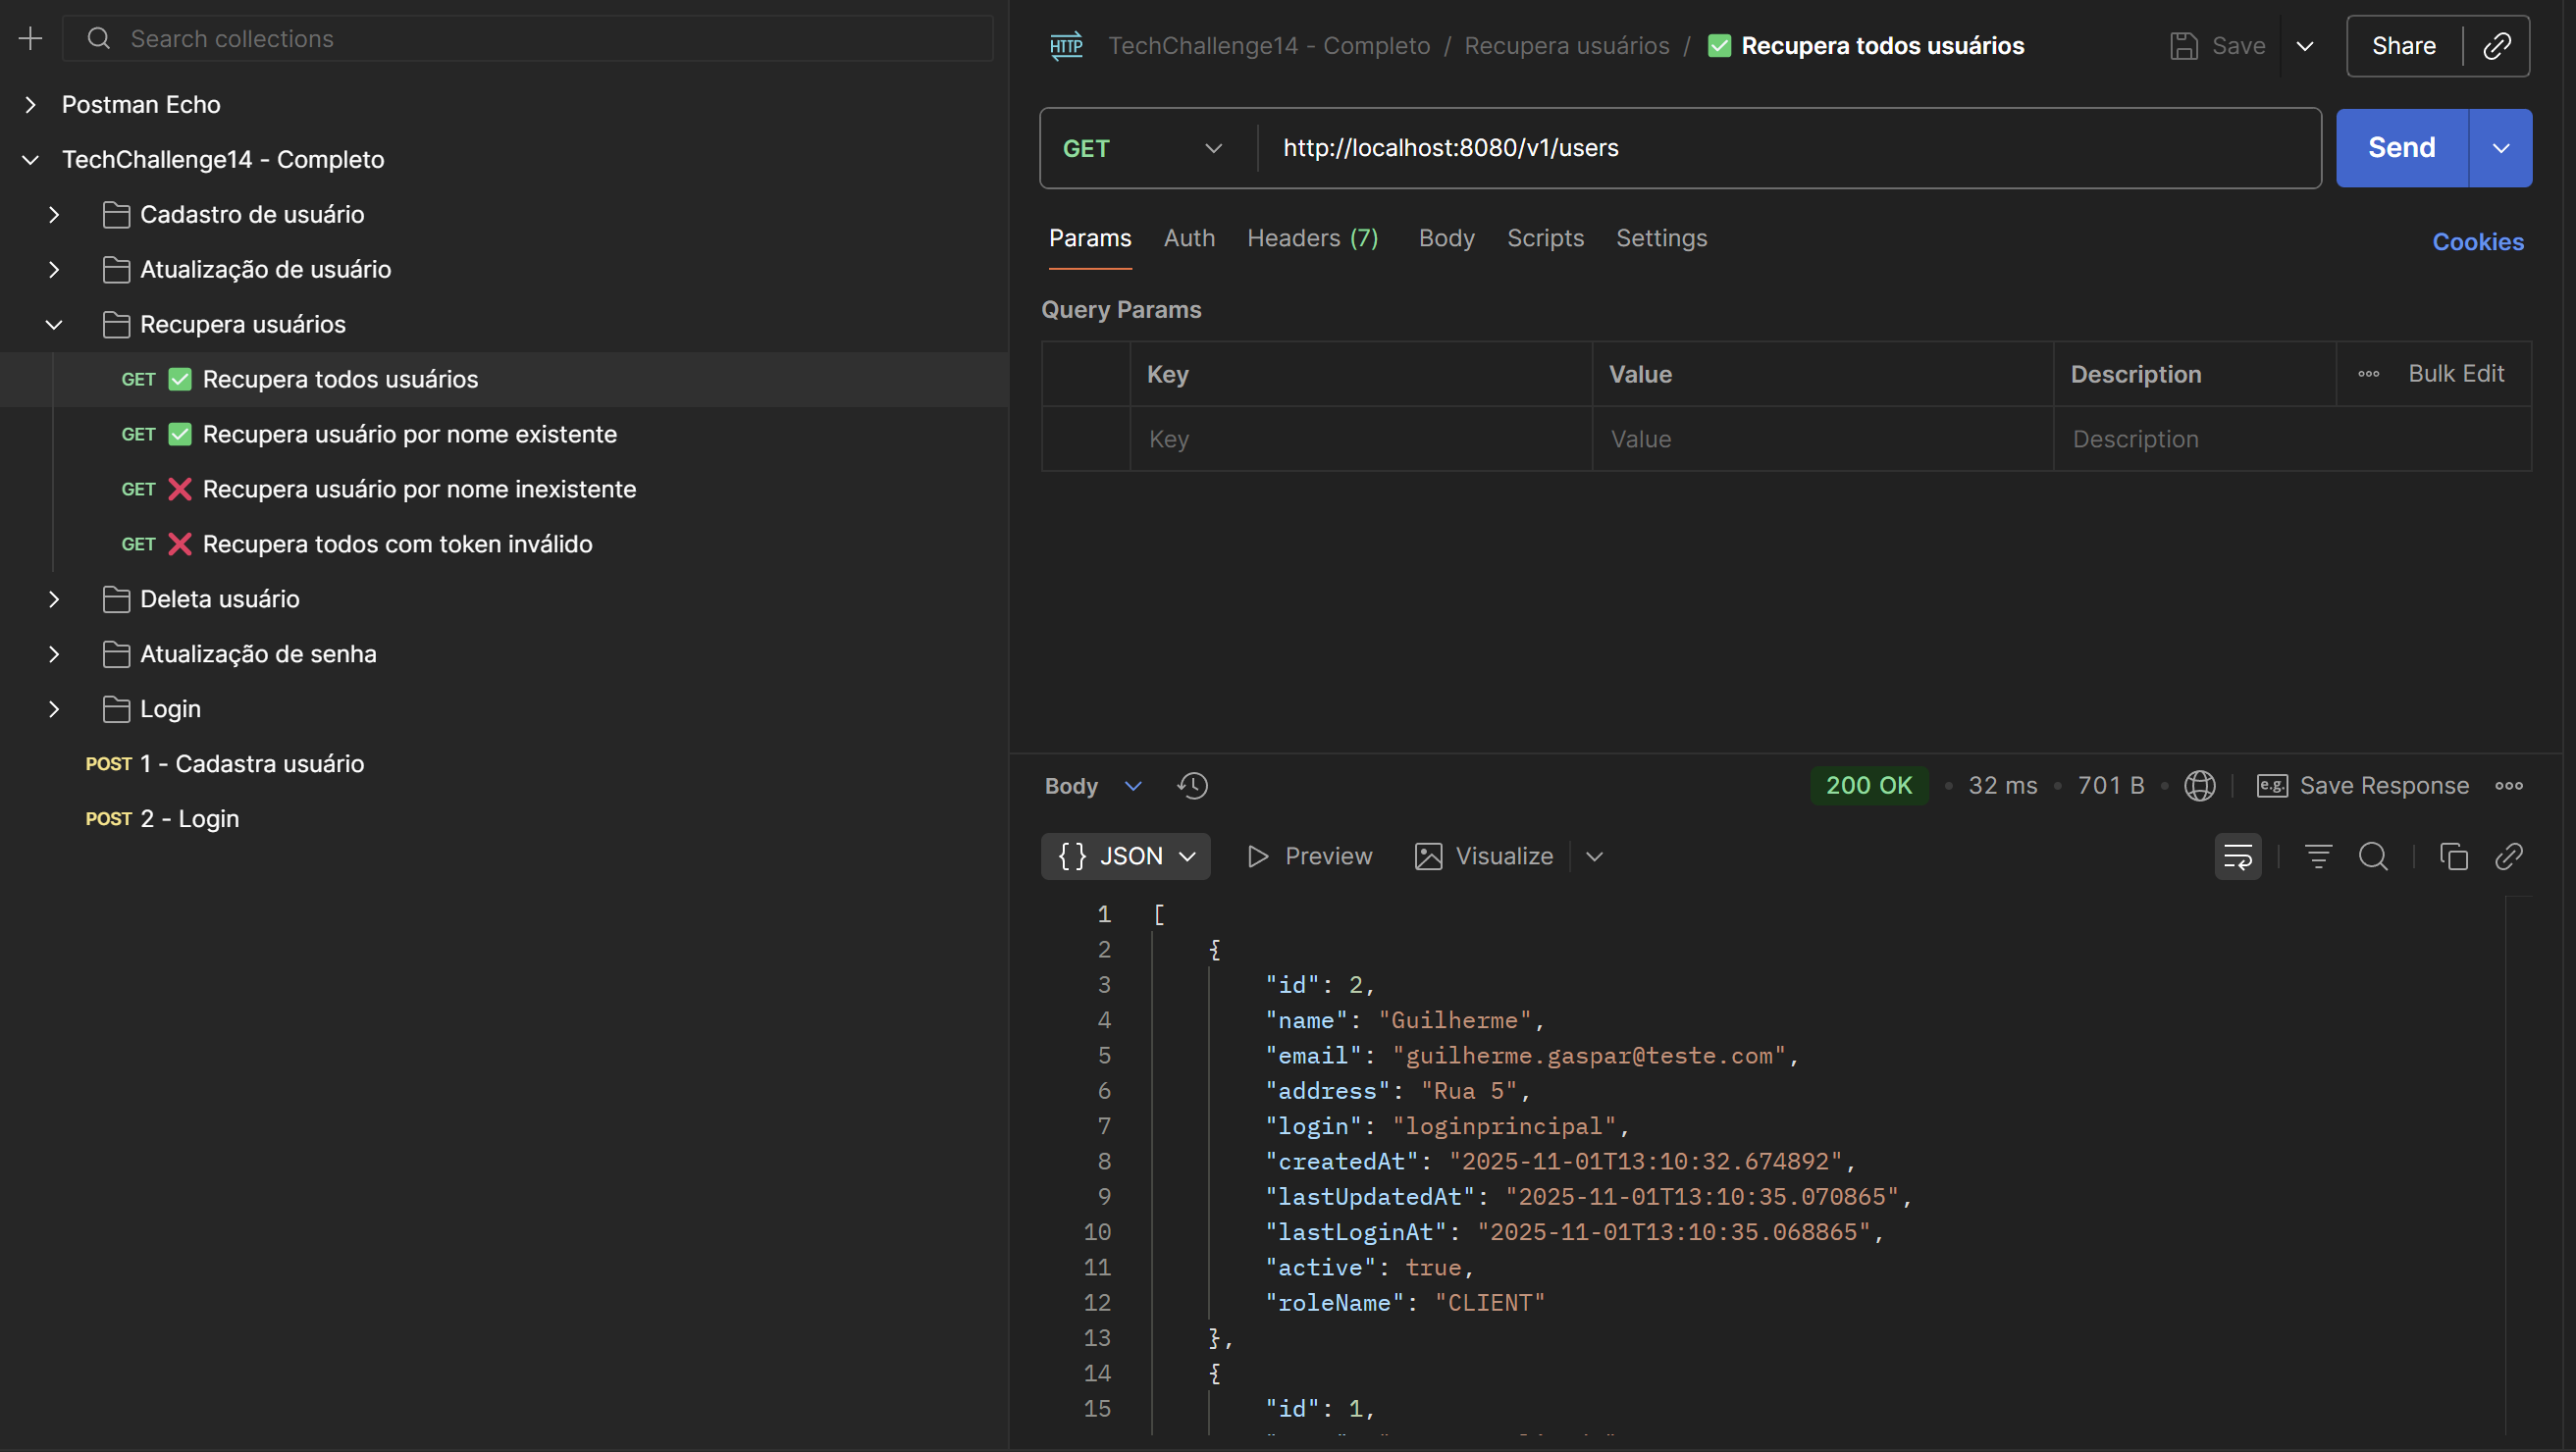 Search collections
Postman Echo
TechChallenge14 - Completo
Cadastro de usuário
Atualização de usuário
Recupera usuários
GET ✅ Recupera todos usuários
GET ✅ Recupera usuário por nome existente
GET ❌ Recupera usuário por nome inexistente
GET ❌ Recupera todos com token inválido
Deleta usuário
Atualização de senha
Login
POST 1 - Cadastra usuário
POST 2 - Login
HTTP TechChallenge14 - Completo / Recupera usuários / ✅ Recupera todos usuários
Save
Share
GET http://localhost:8080/v1/users
Send
Params Auth Headers (7) Body Scripts Settings
Cookies
Query Params
Key Value Description Bulk Edit
Key Value Description
Body
200 OK • 32 ms • 701 B • e.g. Save Response
{} JSON Preview Visualize
1 [
2 {
3 "id": 2,
4 "name": "Guilherme",
5 "email": "guilherme.gaspar@teste.com",
6 "address": "Rua 5",
7 "login": "loginprincipal",
8 "createdAt": "2025-11-01T13:10:32.674892",
9 "lastUpdatedAt": "2025-11-01T13:10:35.070865",
10 "lastLoginAt": "2025-11-01T13:10:35.068865",
11 "active": true,
12 "roleName": "CLIENT"
13 },
14 {
15 "id": 1,